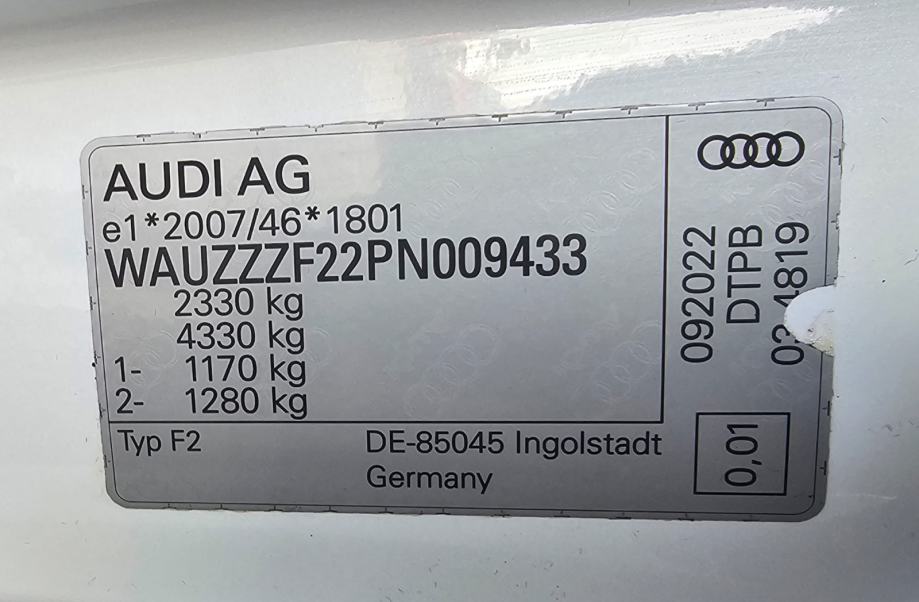 AUDI AG
e1*2007/46*1801
WAUZZZF22PN009433
2330 kg
4330 kg
1- 1170 kg
2- 1280 kg
Typ F2
DE-85045 Ingolstadt
Germany
092022
DTPB
0,01